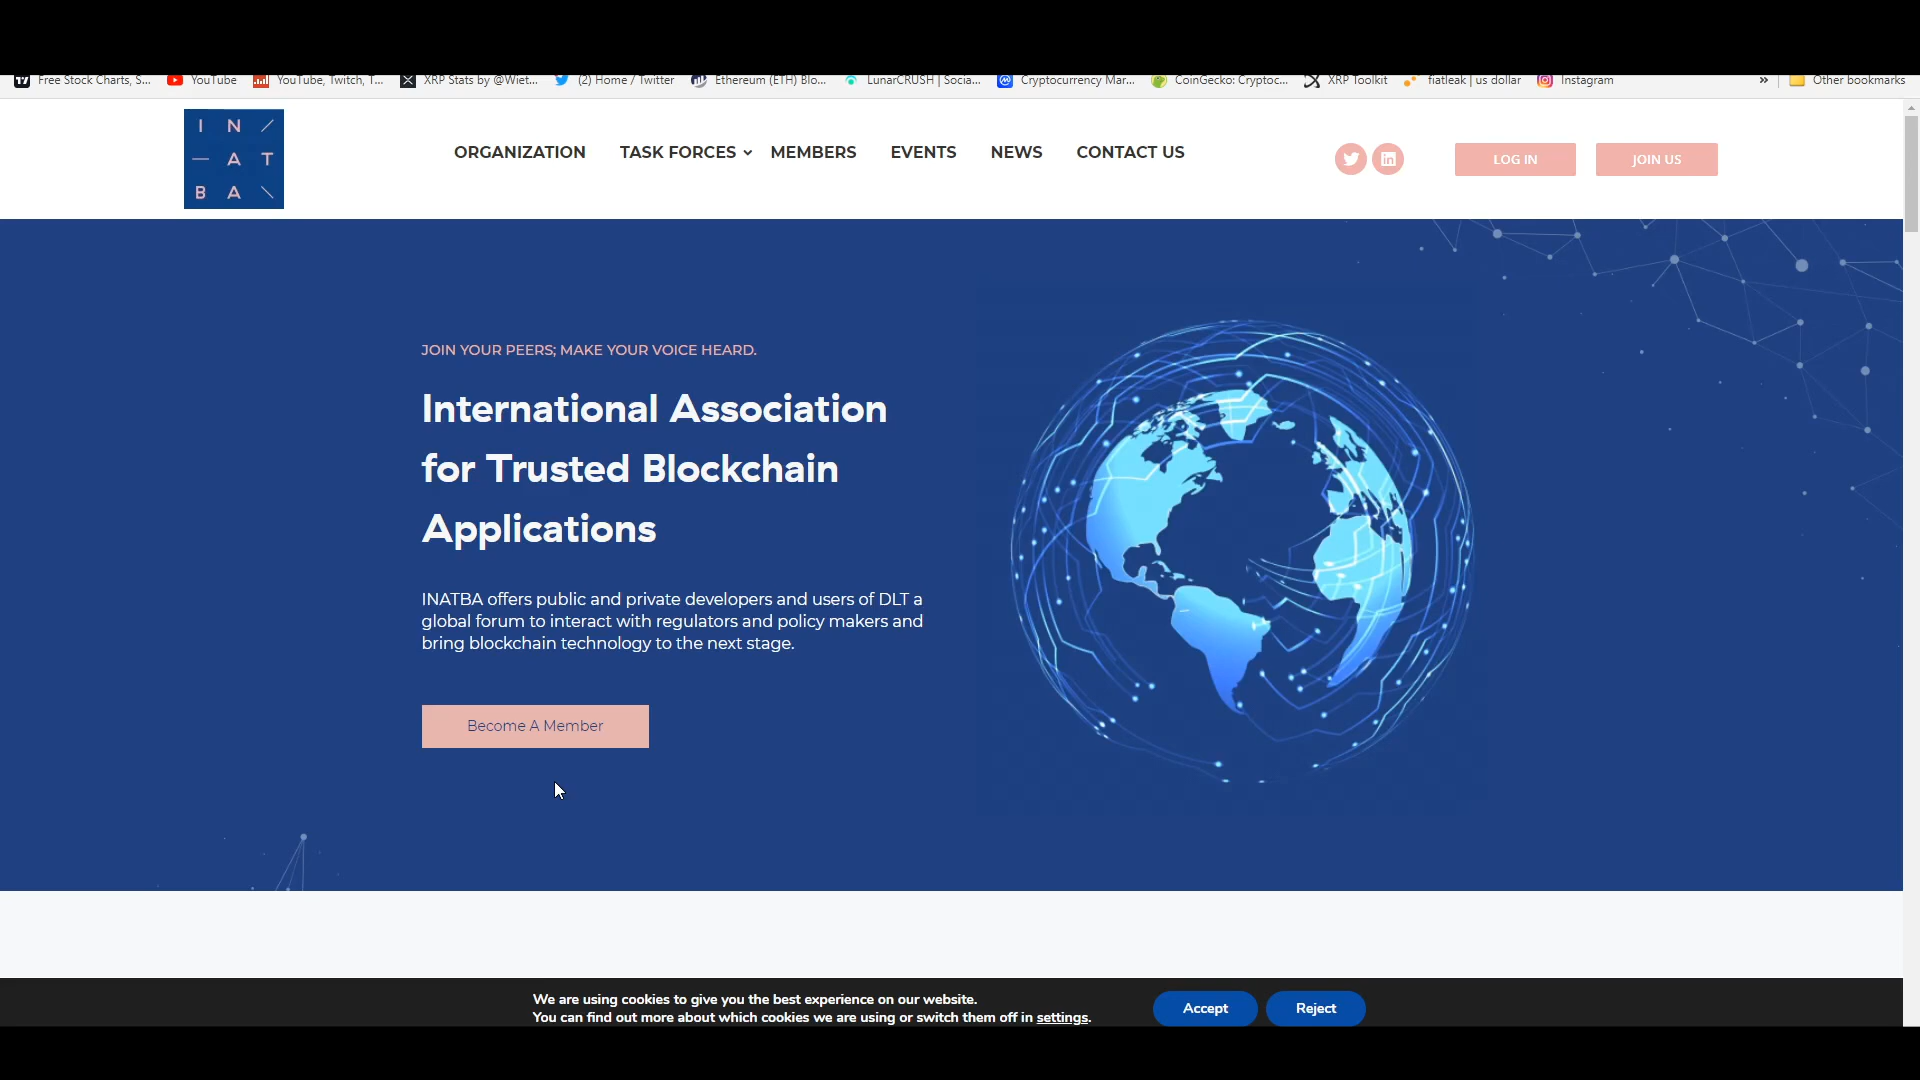 Free Stock Charts, S... YouTube YouTube, Twitch, T... XRP Stats by @Wiet... (2) Home / Twitter Ethereum (ETH) Blo... LunarCRUSH | Socia... Cryptocurrency Mar... CoinGecko: Cryptoc... XRP Toolkit fiatleak | us dollar Instagram » Other bookmarks
I N /
— A T
B A \
ORGANIZATION TASK FORCES MEMBERS EVENTS NEWS CONTACT US
LOG IN JOIN US
JOIN YOUR PEERS; MAKE YOUR VOICE HEARD.
International Association
for Trusted Blockchain
Applications
INATBA offers public and private developers and users of DLT a
global forum to interact with regulators and policy makers and
bring blockchain technology to the next stage.
Become A Member
We are using cookies to give you the best experience on our website.
You can find out more about which cookies we are using or switch them off in settings.
Accept Reject